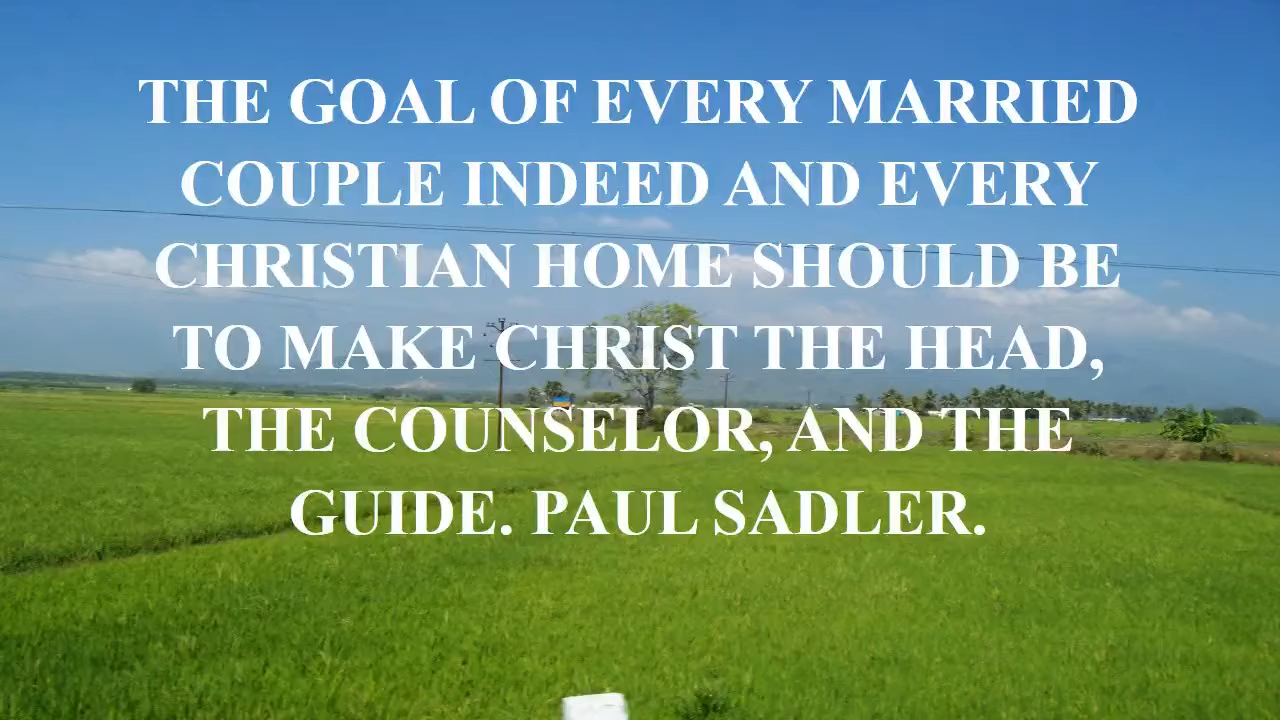 THE GOAL OF EVERY MARRIED
COUPLE INDEED AND EVERY
CHRISTIAN HOME SHOULD BE
TO MAKE CHRIST THE HEAD,
THE COUNSELOR, AND THE
GUIDE. PAUL SADLER.